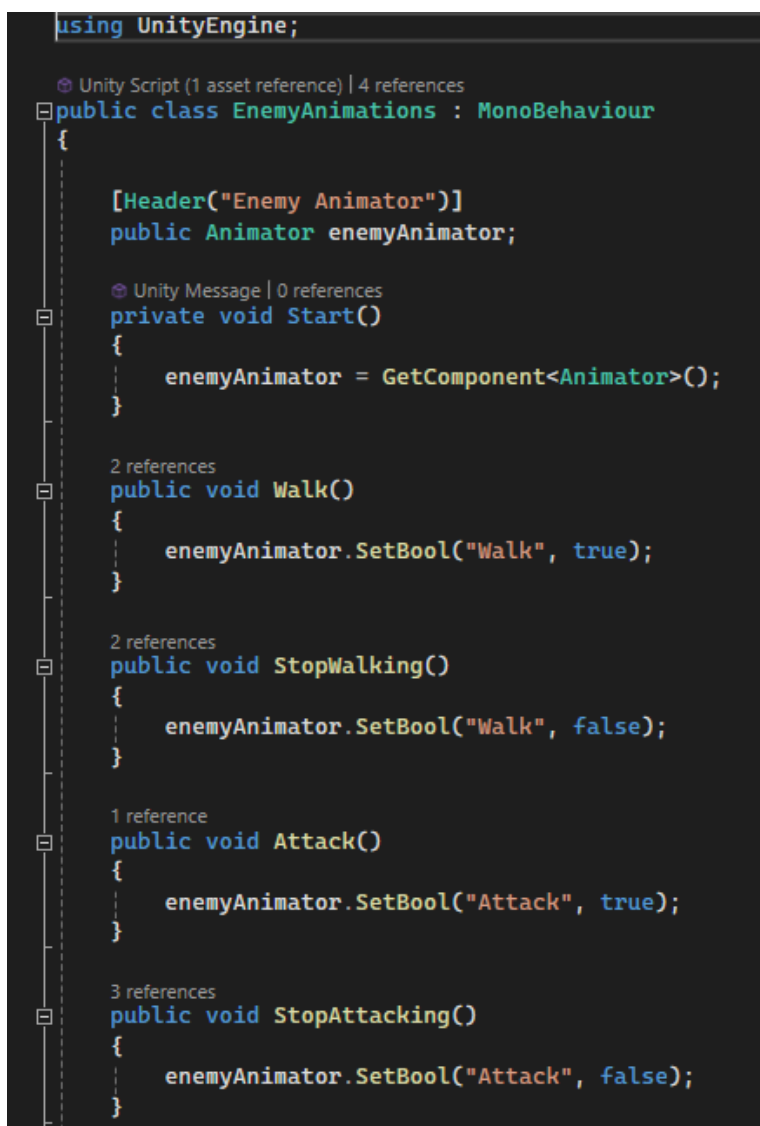 using UnityEngine;
Unity Script (1 asset reference) | 4 references
public class EnemyAnimations : MonoBehaviour
{
[Header("Enemy Animator")]
public Animator enemyAnimator;
Unity Message | 0 references
private void Start()
{
enemyAnimator = GetComponent<Animator>();
}
2 references
public void Walk()
{
enemyAnimator.SetBool("Walk", true);
}
2 references
public void StopWalking()
{
enemyAnimator.SetBool("Walk", false);
}
1 reference
public void Attack()
{
enemyAnimator.SetBool("Attack", true);
}
3 references
public void StopAttacking()
{
enemyAnimator.SetBool("Attack", false);
}